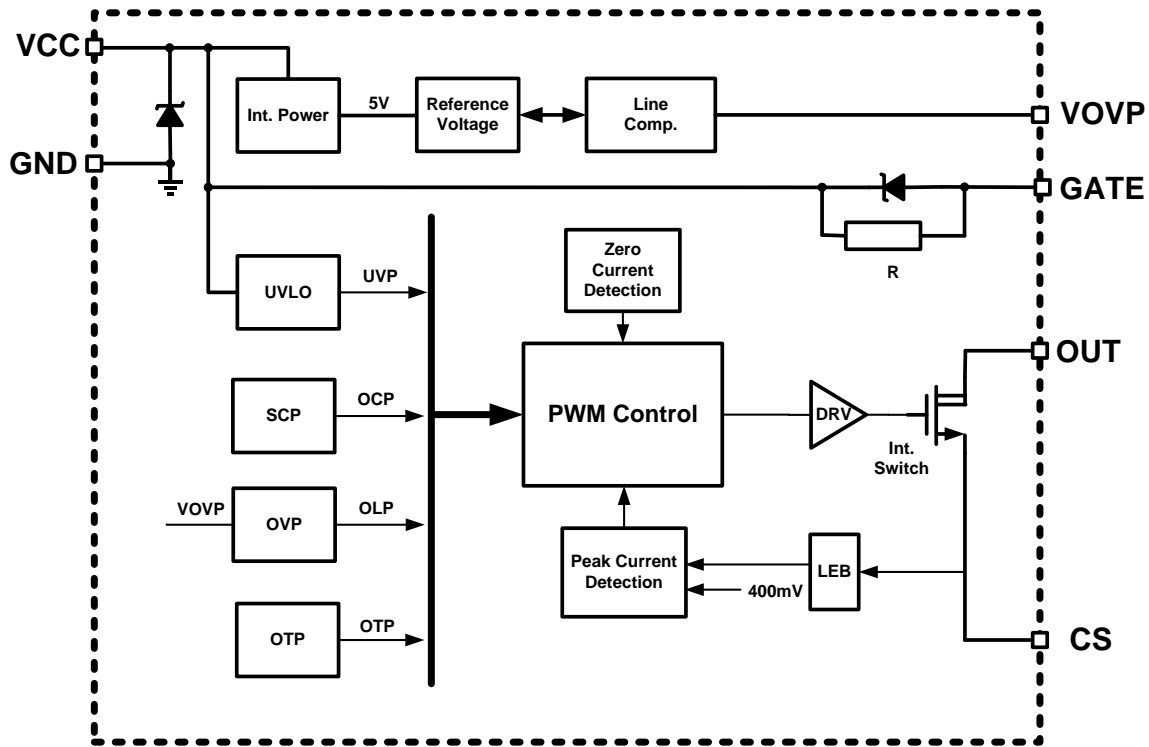 VCC
GND
Int. Power
5V
Reference
Voltage
Line
Comp.
VOVP
GATE
R
UVLO
UVP
Zero
Current
Detection
SCP
OCP
PWM Control
DRV
Int.
Switch
OUT
VOVP
OVP
OLP
Peak Current
Detection
400mV
LEB
OTP
OTP
CS